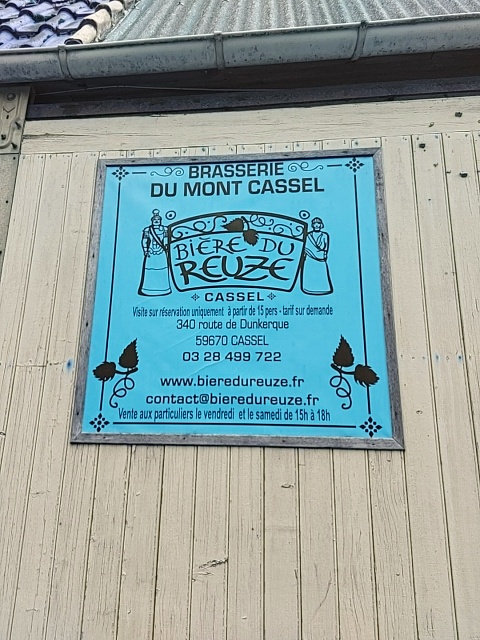 BRASSERIE
DU MONT CASSEL
BIÈRE DU
REUZE
CASSEL
Visite sur réservation uniquement à partir de 15 pers - tarif sur demande
340 route de Dunkerque
59670 CASSEL
03 28 499 722
www.bieredureuze.fr
contact@bieredureuze.fr
Vente aux particuliers le vendredi et le samedi de 15h à 18h